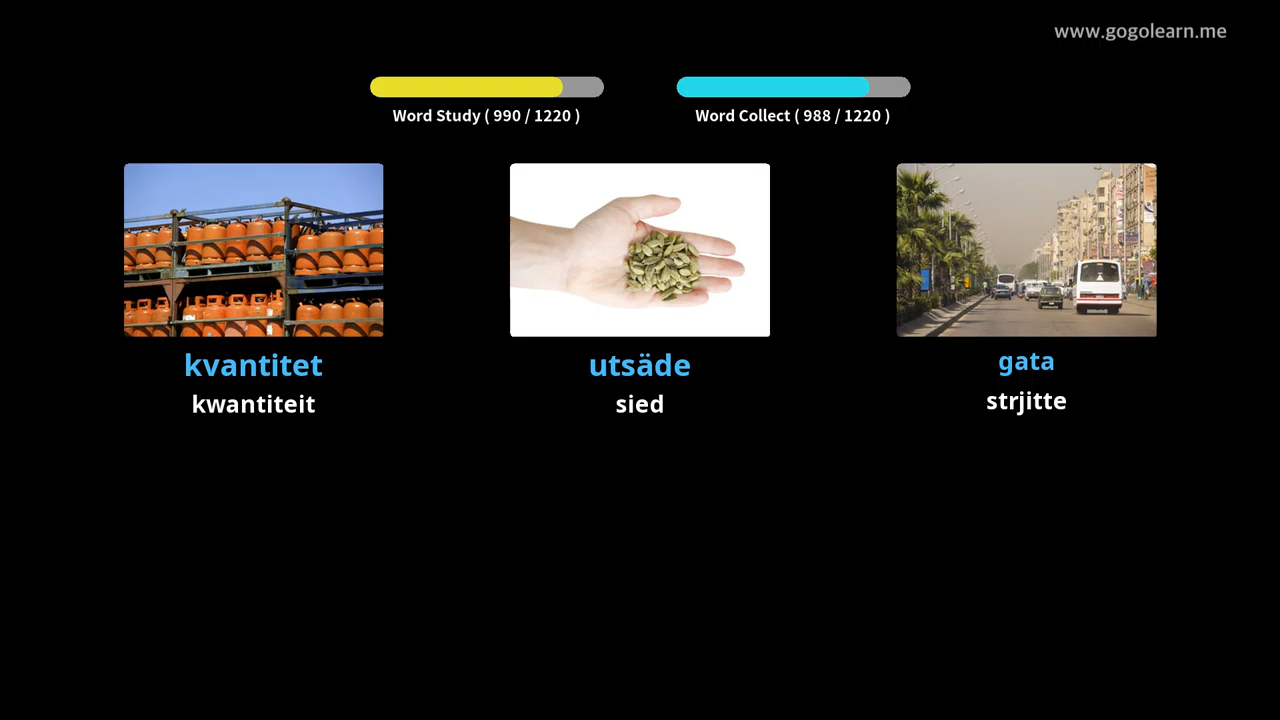 www.gogolearn.me
Word Study ( 990 / 1220 )
Word Collect ( 988 / 1220 )
kvantitet
kwantiteit
utsäde
sied
gata
strjitte